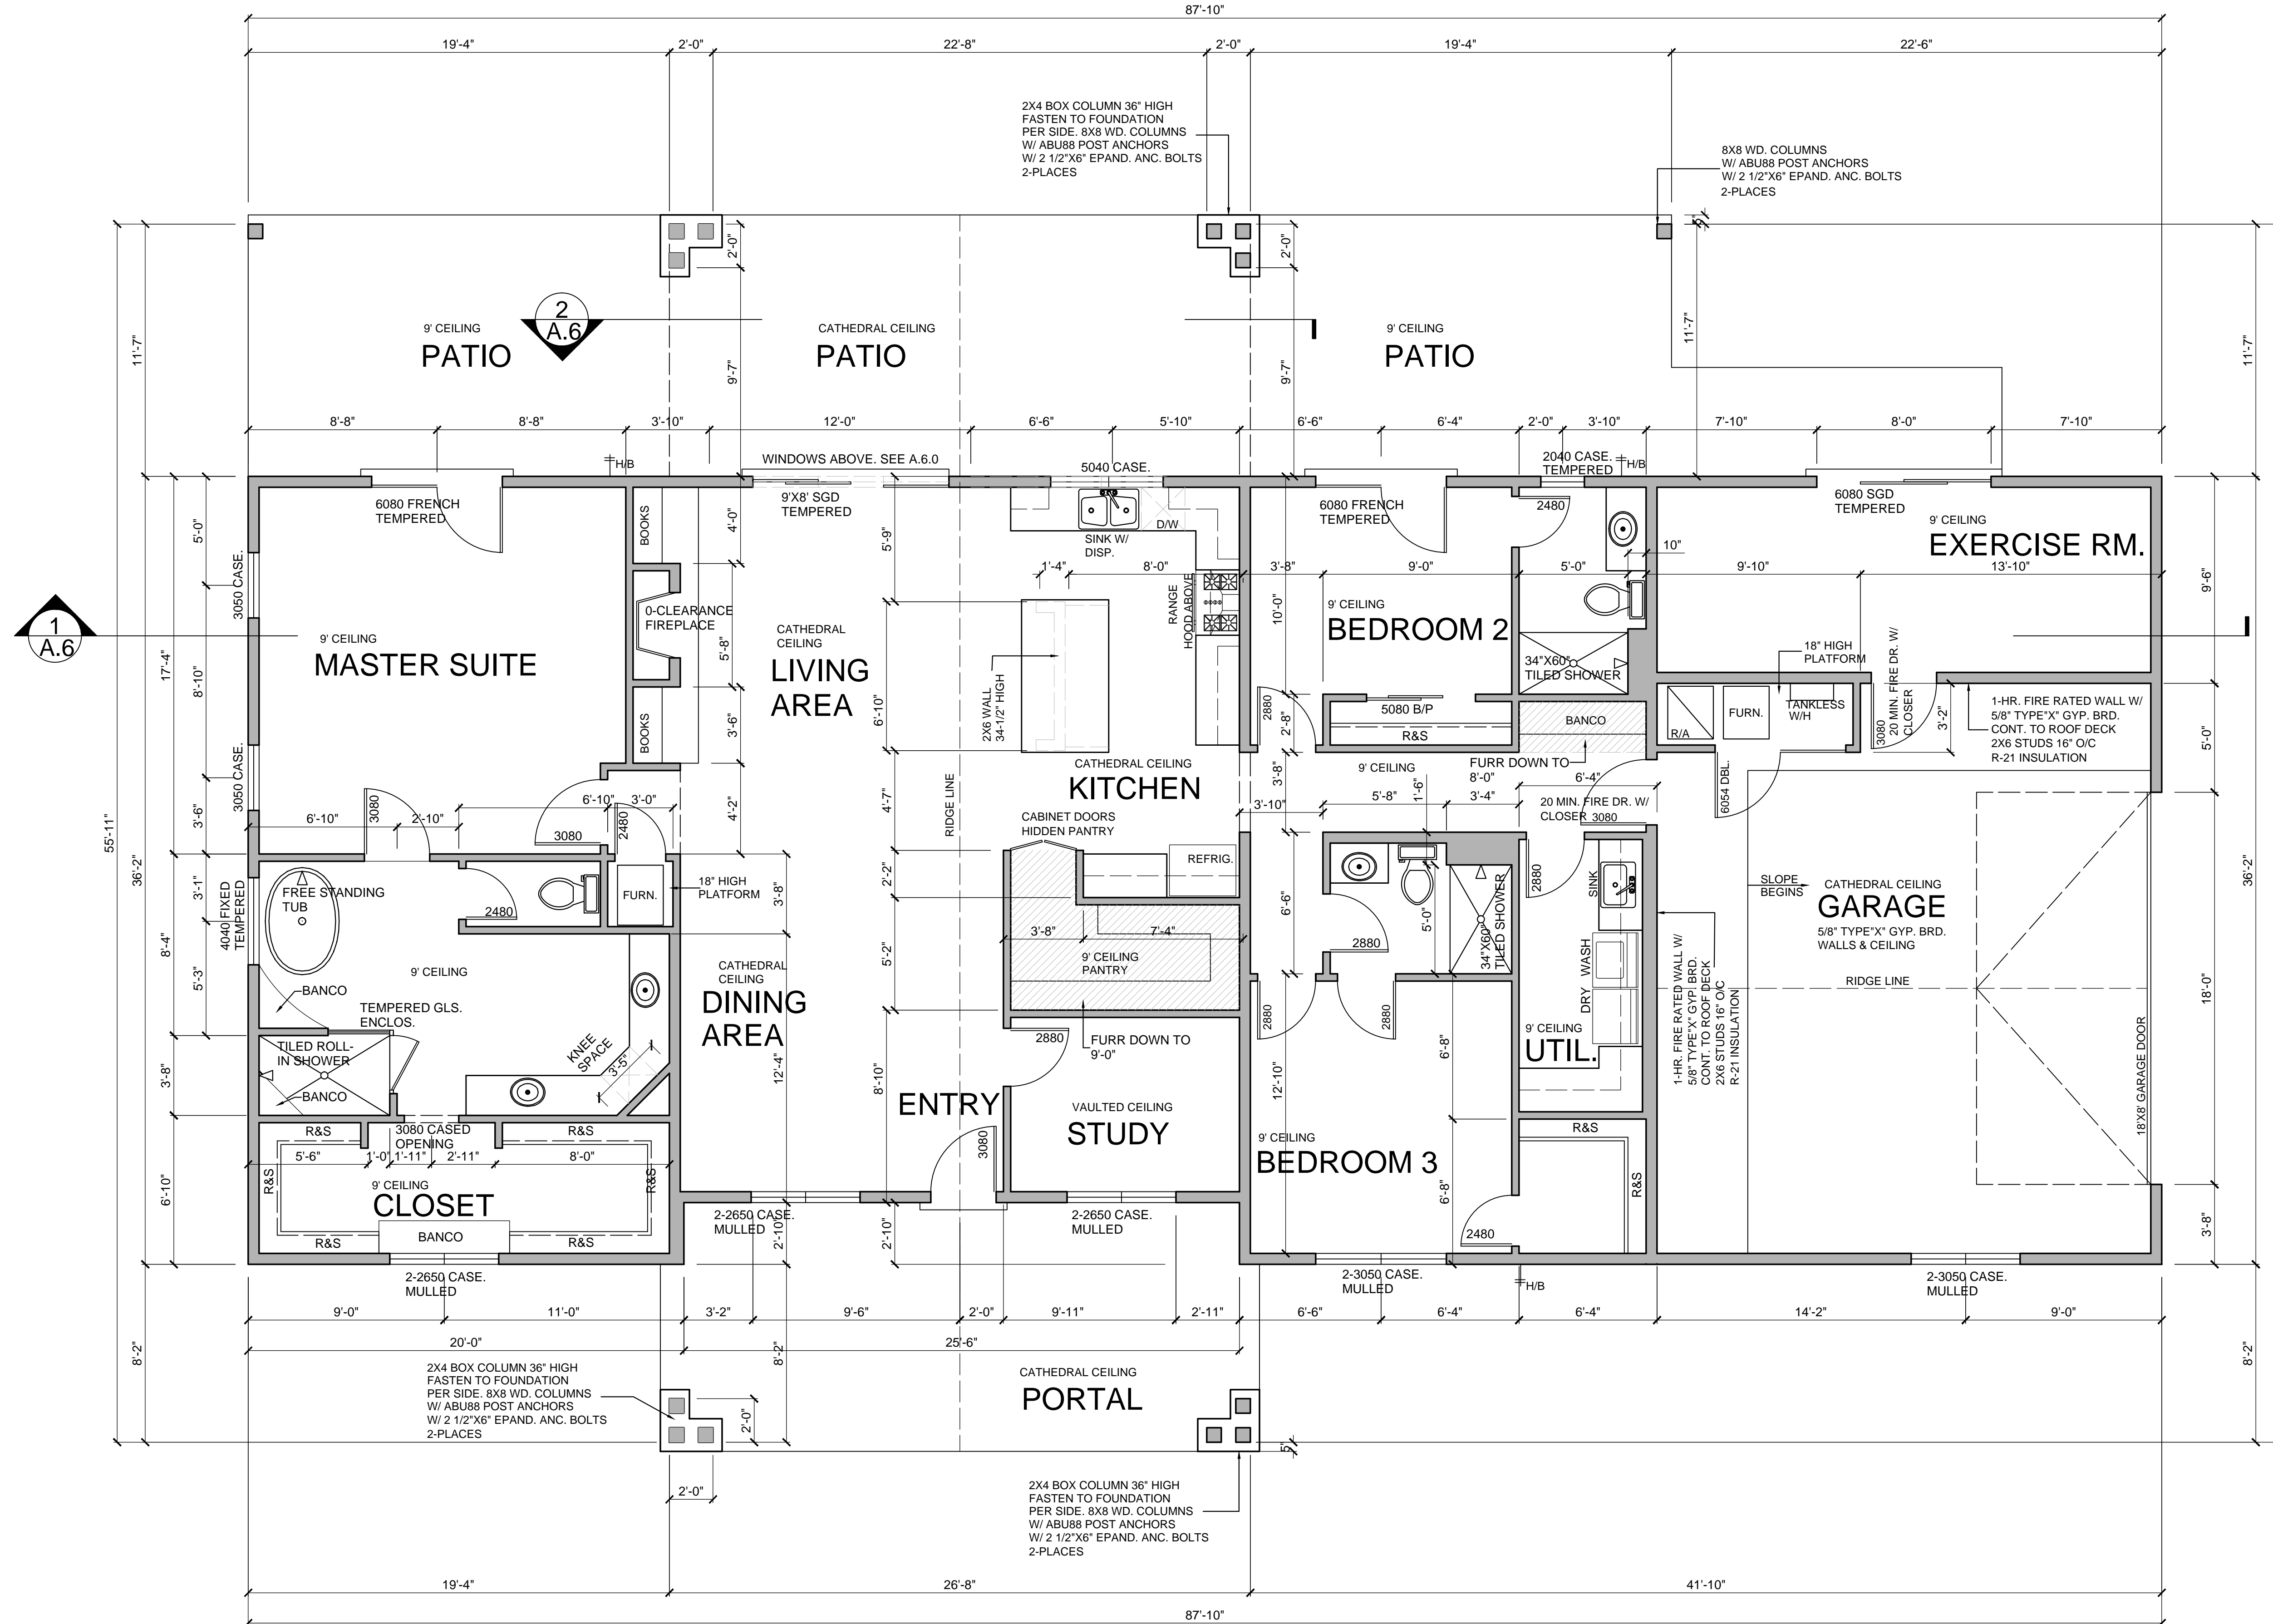 87'-10"
19'-4"
2'-0"
22'-8"
2'-0"
19'-4"
22'-6"
2X4 BOX COLUMN 36" HIGH
FASTEN TO FOUNDATION
PER SIDE. 8X8 WD. COLUMNS
W/ ABU88 POST ANCHORS
W/ 2 1/2"X6" EPAND. ANC. BOLTS
2-PLACES
8X8 WD. COLUMNS
W/ ABU88 POST ANCHORS
W/ 2 1/2"X6" EPAND. ANC. BOLTS
2-PLACES
2'-0"
2'-0"
5"
2
A.6
9' CEILING
PATIO
CATHEDRAL CEILING
PATIO
9' CEILING
PATIO
11'-7"
9'-7"
9'-7"
11'-7"
11'-7"
8'-8"
8'-8"
3'-10"
12'-0"
6'-6"
5'-10"
6'-6"
6'-4"
2'-0"
3'-10"
7'-10"
8'-0"
7'-10"
H/B
WINDOWS ABOVE. SEE A.6.0
5040 CASE.
2040 CASE.
TEMPERED
H/B
6080 FRENCH
TEMPERED
9'X8' SGD
TEMPERED
SINK W/
DISP.
D/W
6080 FRENCH
TEMPERED
2480
6080 SGD
TEMPERED
9' CEILING
EXERCISE RM.
BOOKS
4'-0"
5'-9"
5'-0"
3050 CASE.
1
A.6
9' CEILING
MASTER SUITE
0-CLEARANCE
FIREPLACE
5'-8"
CATHEDRAL
CEILING
LIVING
AREA
1'-4"
8'-0"
RANGE
HOOD ABOVE
3'-8"
9'-0"
5'-0"
10"
9'-10"
13'-10"
9'-6"
10'-0"
9' CEILING
BEDROOM 2
34"X60"
TILED SHOWER
18" HIGH
PLATFORM
20 MIN. FIRE DR. W/
CLOSER
3080
3'-2"
1-HR. FIRE RATED WALL W/
5/8" TYPE"X" GYP. BRD.
CONT. TO ROOF DECK
2X6 STUDS 16" O/C
R-21 INSULATION
5'-0"
17'-4"
8'-10"
3'-6"
BOOKS
3'-6"
6'-10"
2X6 WALL
34-1/2" HIGH
2880
2'-8"
5080 B/P
R&S
BANCO
R/A
FURN.
TANKLESS
W/H
6054 DBL.
FURR DOWN TO
8'-0"
55'-11"
36'-2"
3050 CASE.
6'-10"
3080
2'-10"
6'-10"
3'-0"
3080
2480
4'-2"
4'-7"
RIDGE LINE
CATHEDRAL CEILING
KITCHEN
CABINET DOORS
HIDDEN PANTRY
3'-8"
9' CEILING
3'-10"
5'-8"
1'-6"
3'-4"
6'-4"
20 MIN. FIRE DR. W/
CLOSER 3080
36'-2"
4040 FIXED
TEMPERED
3'-1"
8'-4"
5'-3"
FREE STANDING
TUB
2480
FURN.
18" HIGH
PLATFORM
3'-8"
2'-2"
REFRIG.
6'-6"
5'-0"
34"X60"
TILED SHOWER
2880
2880
SINK
SLOPE
BEGINS
CATHEDRAL CEILING
GARAGE
5/8" TYPE"X" GYP. BRD.
WALLS & CEILING
RIDGE LINE
18'-0"
18'X8' GARAGE DOOR
1-HR. FIRE RATED WALL W/
5/8" TYPE"X" GYP. BRD.
CONT. TO ROOF DECK
2X6 STUDS 16" O/C
R-21 INSULATION
9' CEILING
BANCO
TEMPERED GLS.
ENCLOS.
KNEE
SPACE
3'-5"
CATHEDRAL
CEILING
DINING
AREA
5'-2"
3'-8"
7'-4"
9' CEILING
PANTRY
FURR DOWN TO
9'-0"
2880
2880
2880
DRY
WASH
9' CEILING
UTIL.
TILED ROLL-
IN SHOWER
BANCO
3'-8"
12'-4"
8'-10"
ENTRY
3080
VAULTED CEILING
STUDY
12'-10"
6'-8"
6'-8"
9' CEILING
BEDROOM 3
R&S
R&S
2480
R&S
3080 CASED
OPENING
R&S
5'-6"
1'-0"
1'-11"
2'-11"
8'-0"
R&S
R&S
9' CEILING
CLOSET
R&S
BANCO
R&S
6'-10"
3'-8"
2-2650 CASE.
MULLED
2'-10"
2'-10"
2-2650 CASE.
MULLED
2-2650 CASE.
MULLED
2-3050 CASE.
MULLED
H/B
2-3050 CASE.
MULLED
9'-0"
11'-0"
3'-2"
9'-6"
2'-0"
9'-11"
2'-11"
6'-6"
6'-4"
6'-4"
14'-2"
9'-0"
20'-0"
25'-6"
8'-2"
8'-2"
8'-2"
2X4 BOX COLUMN 36" HIGH
FASTEN TO FOUNDATION
PER SIDE. 8X8 WD. COLUMNS
W/ ABU88 POST ANCHORS
W/ 2 1/2"X6" EPAND. ANC. BOLTS
2-PLACES
2'-0"
CATHEDRAL CEILING
PORTAL
5"
2'-0"
2X4 BOX COLUMN 36" HIGH
FASTEN TO FOUNDATION
PER SIDE. 8X8 WD. COLUMNS
W/ ABU88 POST ANCHORS
W/ 2 1/2"X6" EPAND. ANC. BOLTS
2-PLACES
19'-4"
26'-8"
41'-10"
87'-10"